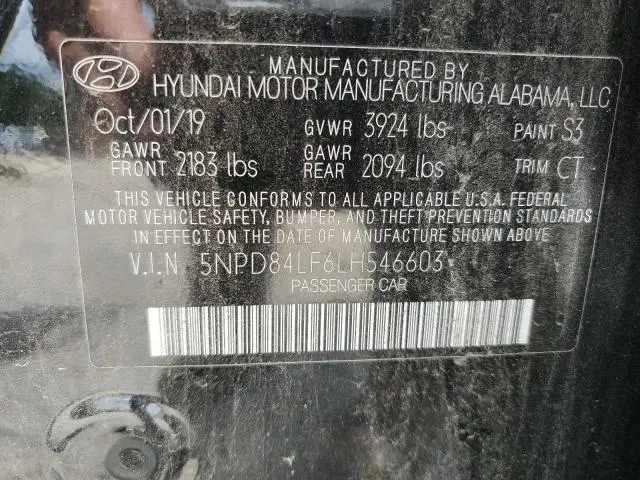 MANUFACTURED BY
HYUNDAI MOTOR MANUFACTURING ALABAMA, LLC
Oct/01/19 GVWR 3924 lbs PAINT S3
GAWR FRONT 2183 lbs GAWR REAR 2094 lbs TRIM CT
THIS VEHICLE CONFORMS TO ALL APPLICABLE U.S.A. FEDERAL
MOTOR VEHICLE SAFETY, BUMPER, AND THEFT PREVENTION STANDARDS
IN EFFECT ON THE DATE OF MANUFACTURE SHOWN ABOVE.
V.I.N 5NPD84LF6LH546603
PASSENGER CAR